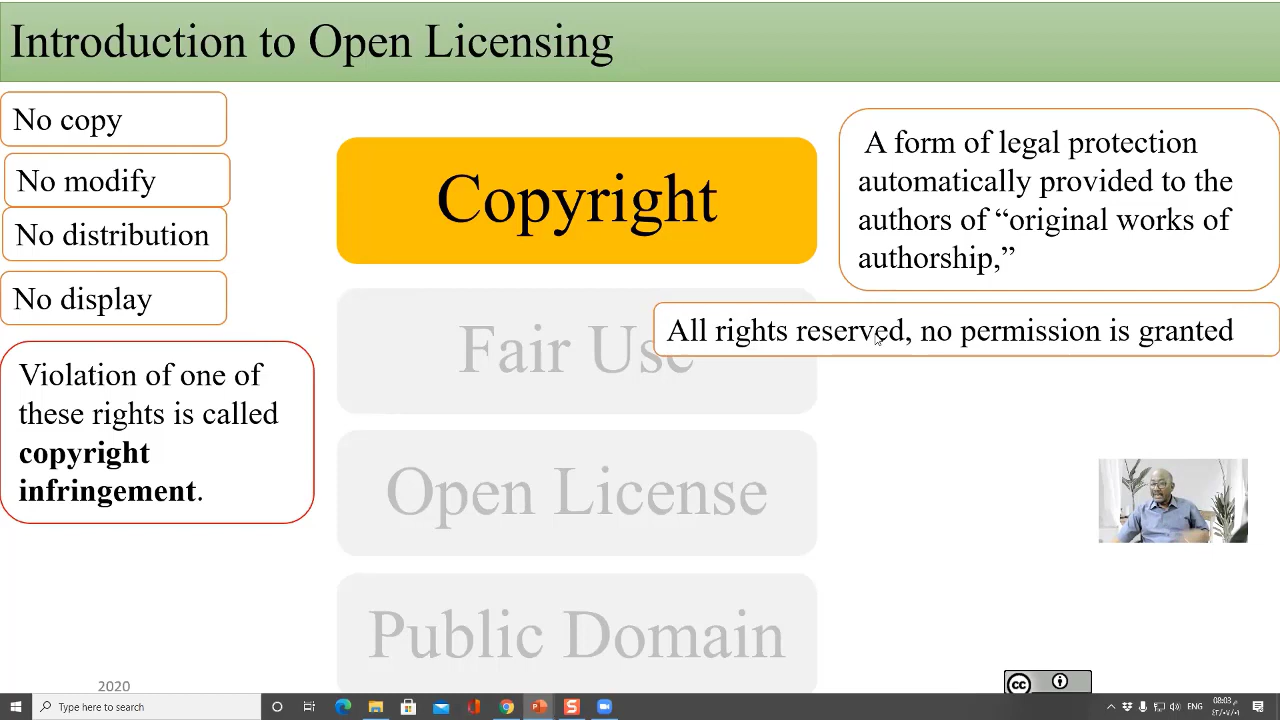 Introduction to Open Licensing
No copy
No modify
No distribution
No display
Violation of one of
these rights is called
copyright
infringement.
Copyright
Fair Use
Open License
Public Domain
A form of legal protection
automatically provided to the
authors of “original works of
authorship,”
All rights reserved, no permission is granted
2020
cc
Type here to search
ENG